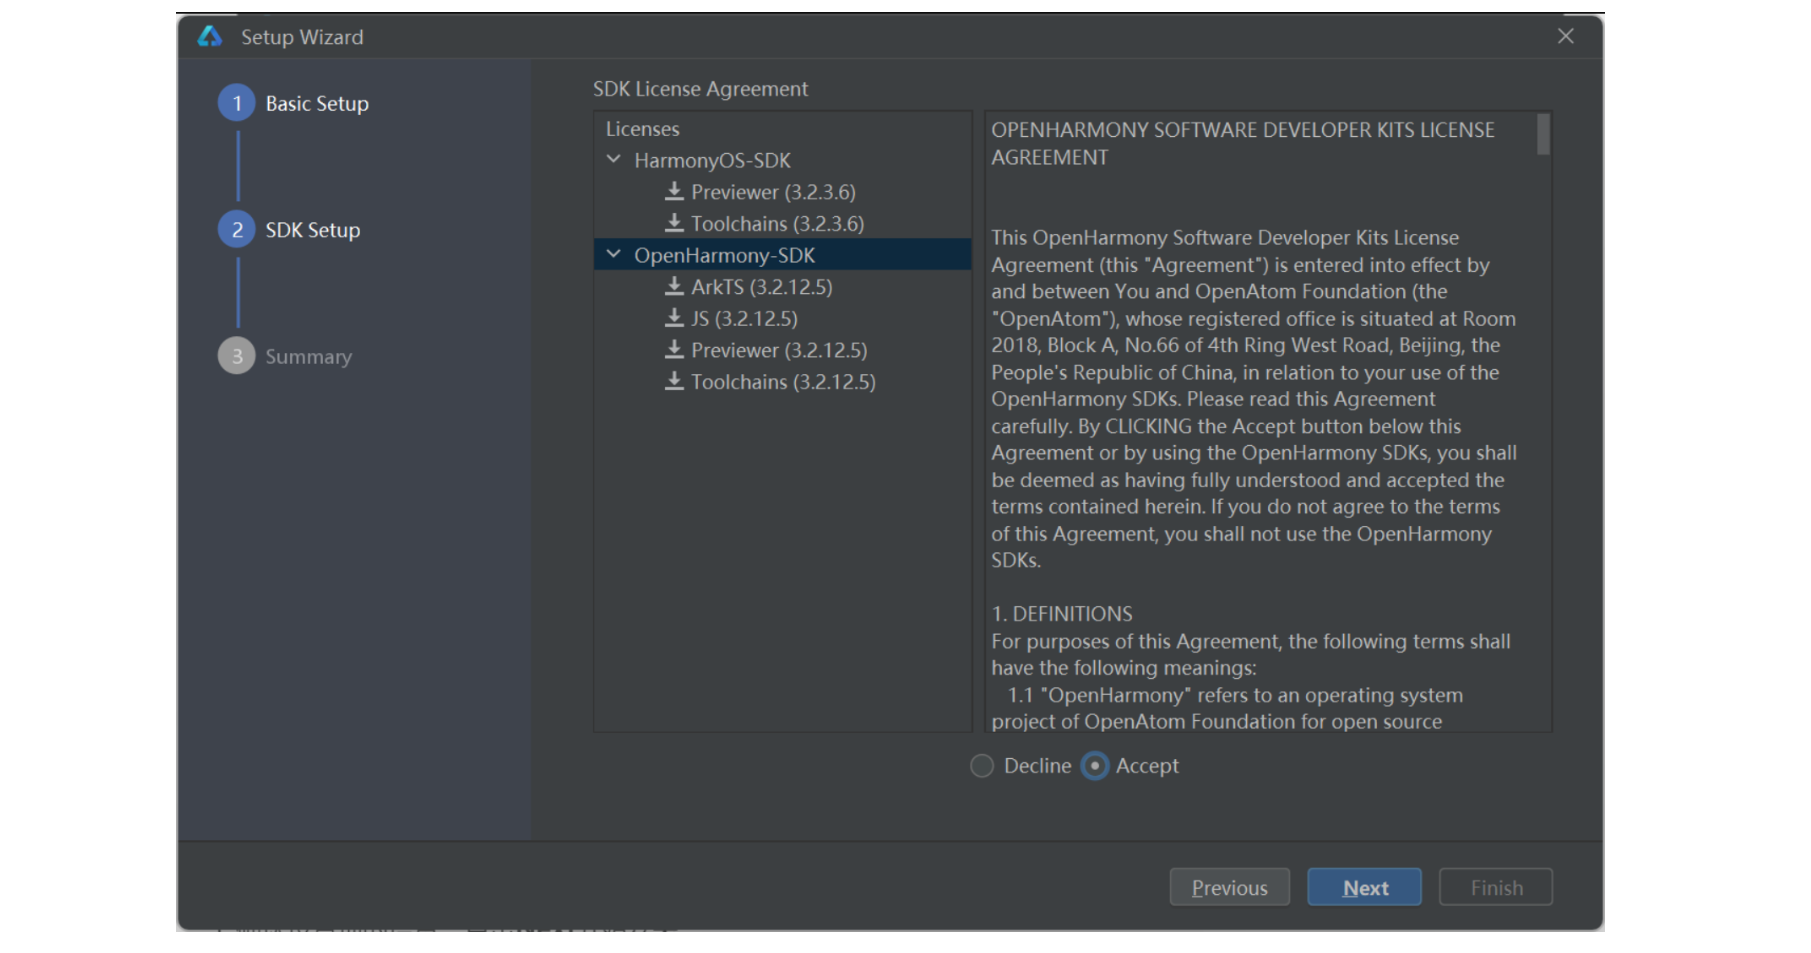 Setup Wizard
1 Basic Setup
2 SDK Setup
3 Summary
SDK License Agreement
Licenses
HarmonyOS-SDK
Previewer (3.2.3.6)
Toolchains (3.2.3.6)
OpenHarmony-SDK
ArkTS (3.2.12.5)
JS (3.2.12.5)
Previewer (3.2.12.5)
Toolchains (3.2.12.5)
OPENHARMONY SOFTWARE DEVELOPER KITS LICENSE
AGREEMENT
This OpenHarmony Software Developer Kits License
Agreement (this "Agreement") is entered into effect by
and between You and OpenAtom Foundation (the
"OpenAtom"), whose registered office is situated at Room
2018, Block A, No.66 of 4th Ring West Road, Beijing, the
People's Republic of China, in relation to your use of the
OpenHarmony SDKs. Please read this Agreement
carefully. By CLICKING the Accept button below this
Agreement or by using the OpenHarmony SDKs, you shall
be deemed as having fully understood and accepted the
terms contained herein. If you do not agree to the terms
of this Agreement, you shall not use the OpenHarmony
SDKs.
1. DEFINITIONS
For purposes of this Agreement, the following terms shall
have the following meanings:
1.1 "OpenHarmony" refers to an operating system
project of OpenAtom Foundation for open source
Decline Accept
Previous Next Finish